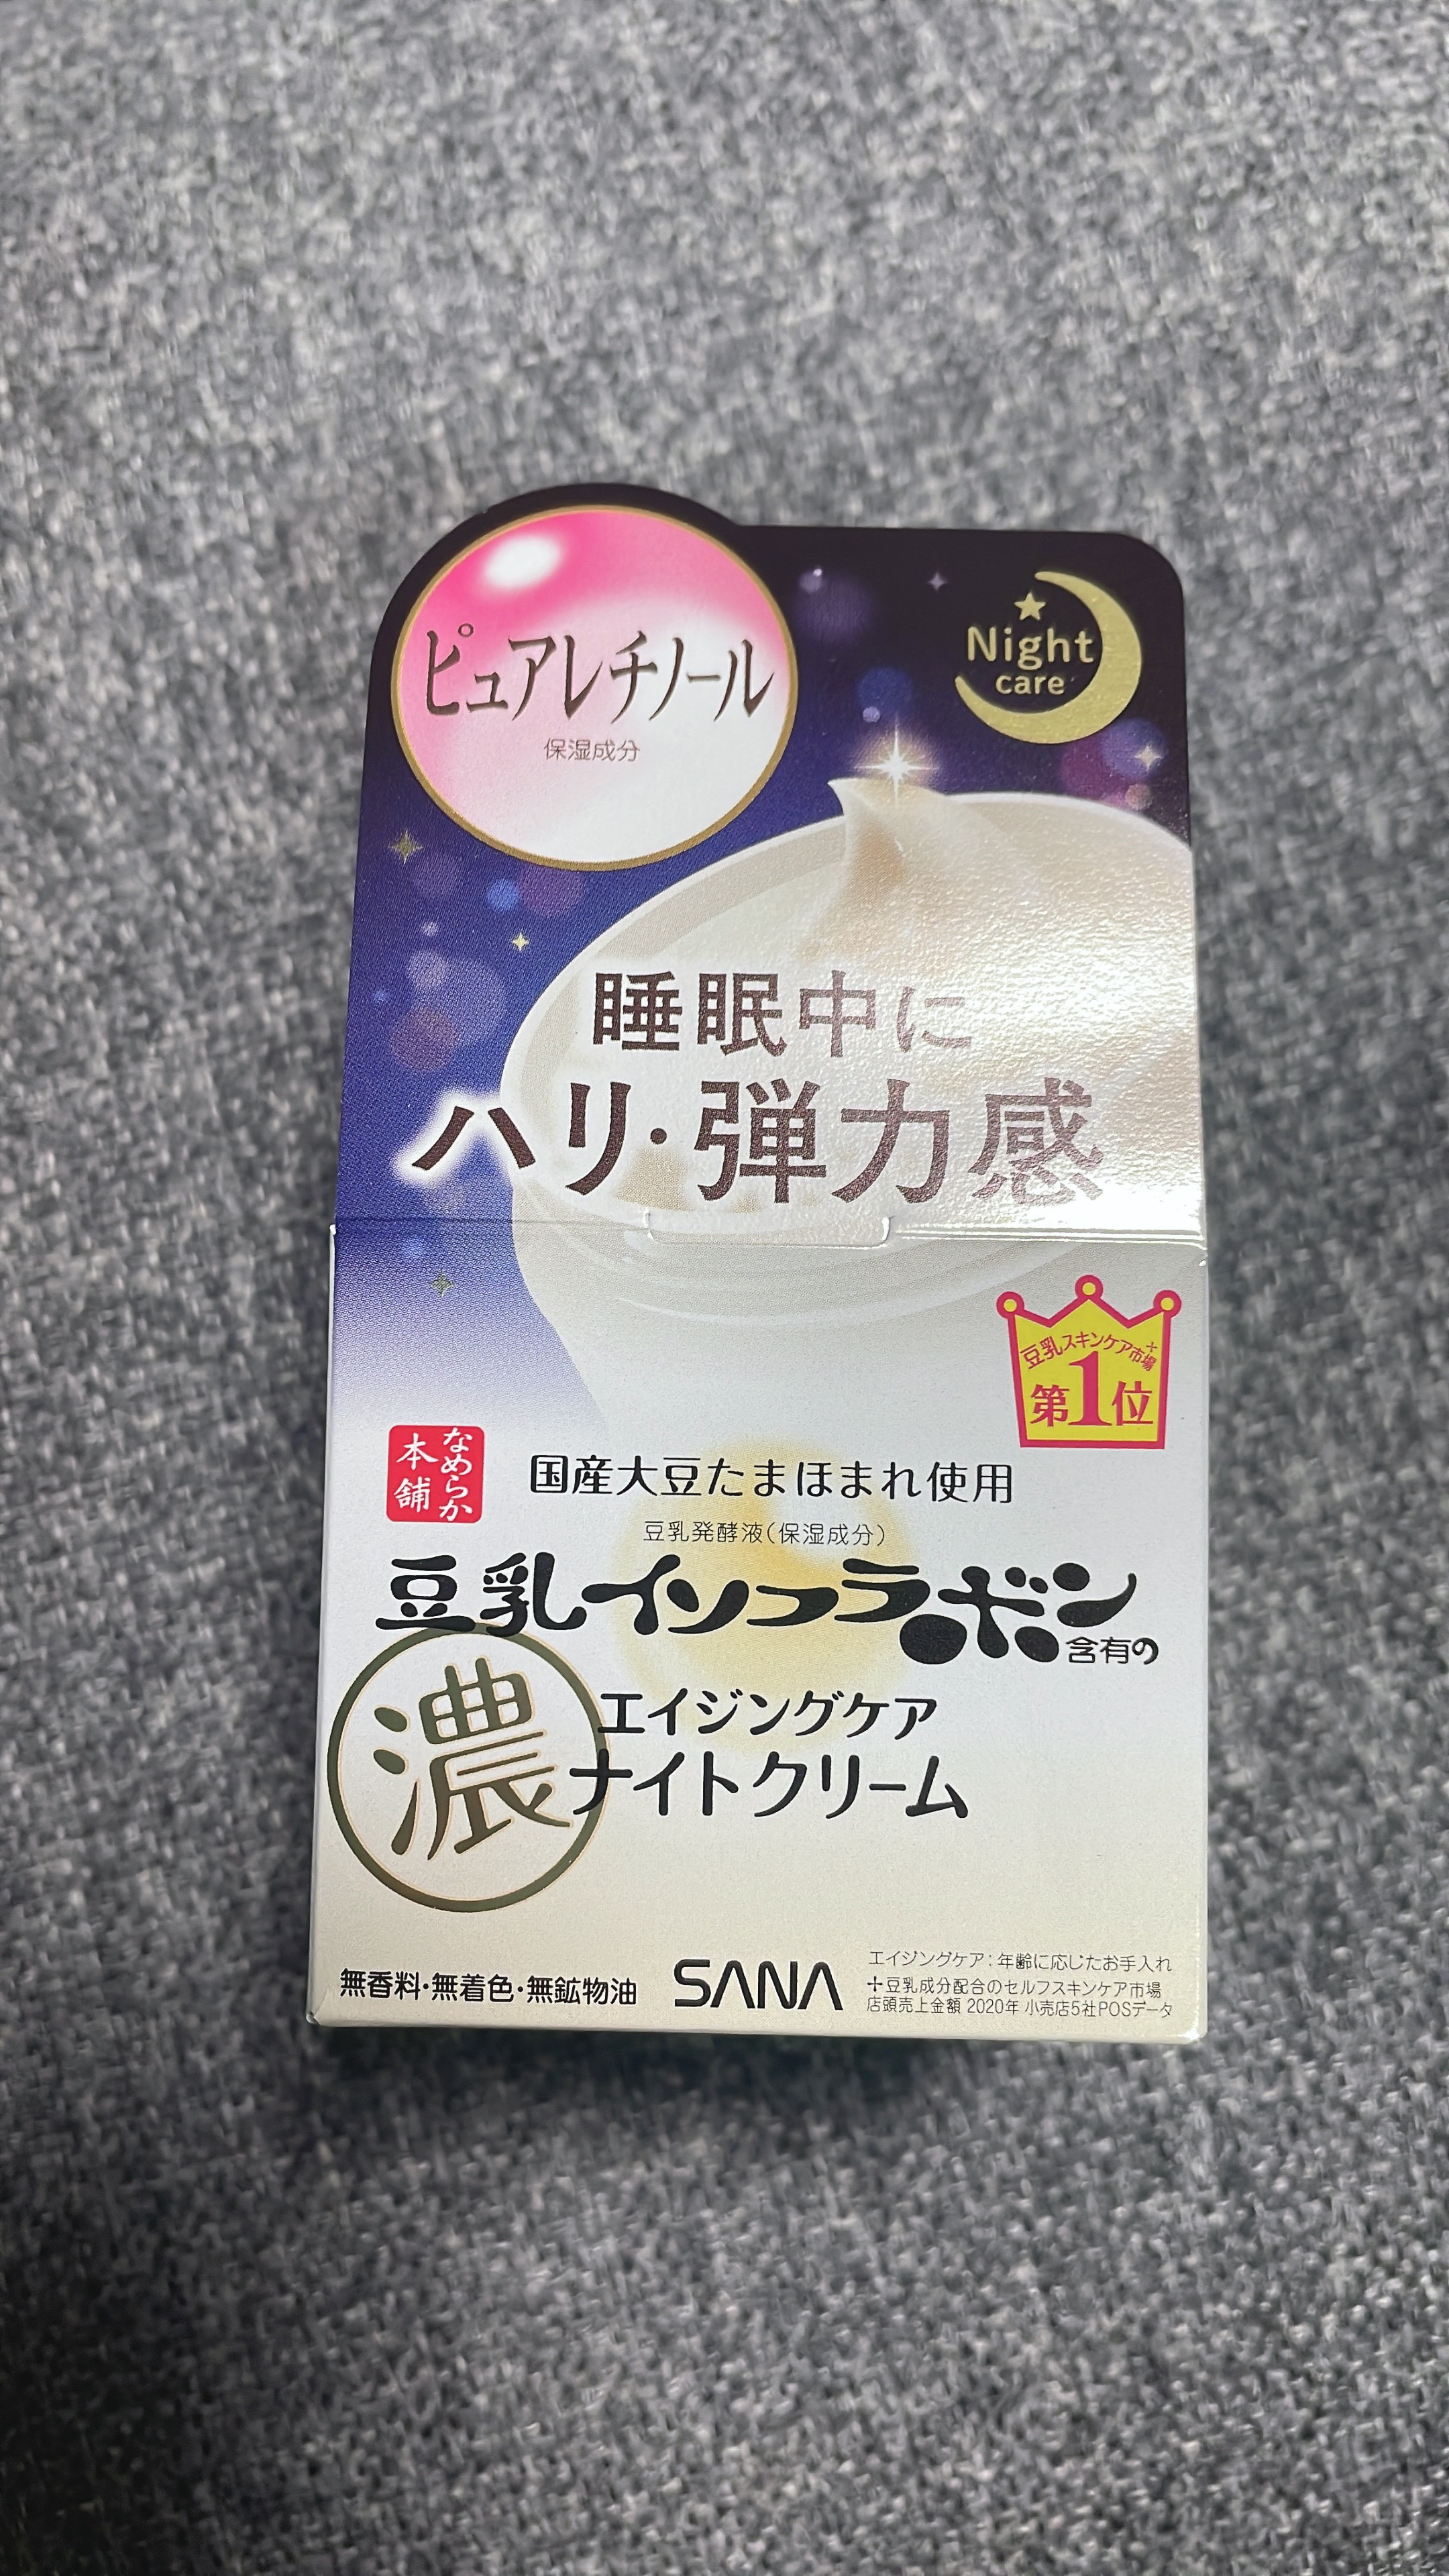 ピュアレチノール
保湿成分
Night
care
睡眠中に
ハリ・弾力感
豆乳スキンケア市場＋
第1位
なめらか
本舗
国産大豆たまほまれ使用
豆乳発酵液(保湿成分)
豆乳イソフラボン含有の
濃
エイジングケア
ナイトクリーム
無香料・無着色・無鉱物油
SANA
エイジングケア:年齢に応じたお手入れ
＋豆乳成分配合のセルフスキンケア市場
店頭売上金額 2020年 小売店5社POSデータ